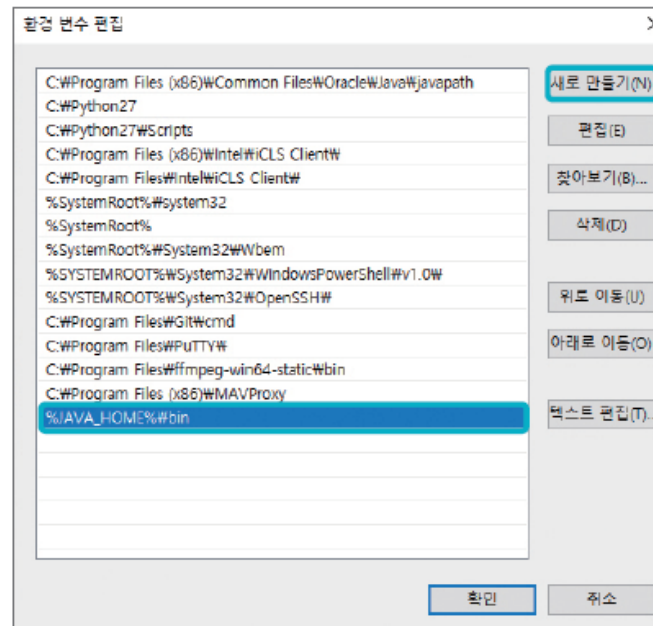 환경 변수 편집
C:₩Program Files (x86)₩Common Files₩Oracle₩Java₩javapath
새로 만들기(N)
C:₩Python27
C:₩Python27₩Scripts
편집(E)
C:₩Program Files (x86)₩Intel₩iCLS Client₩
C:₩Program Files₩Intel₩iCLS Client₩
찾아보기(B)...
%SystemRoot%₩system32
%SystemRoot%
삭제(D)
%SystemRoot%₩System32₩Wbem
%SYSTEMROOT%₩System32₩WindowsPowerShell₩v1.0₩
%SYSTEMROOT%₩System32₩OpenSSH₩
위로 이동(U)
C:₩Program Files₩Git₩cmd
C:₩Program Files₩PuTTY₩
아래로 이동(O)
C:₩Program Files₩ffmpeg-win64-static₩bin
C:₩Program Files (x86)₩MAVProxy
%JAVA_HOME%₩bin
텍스트 편집(T)..
확인
취소